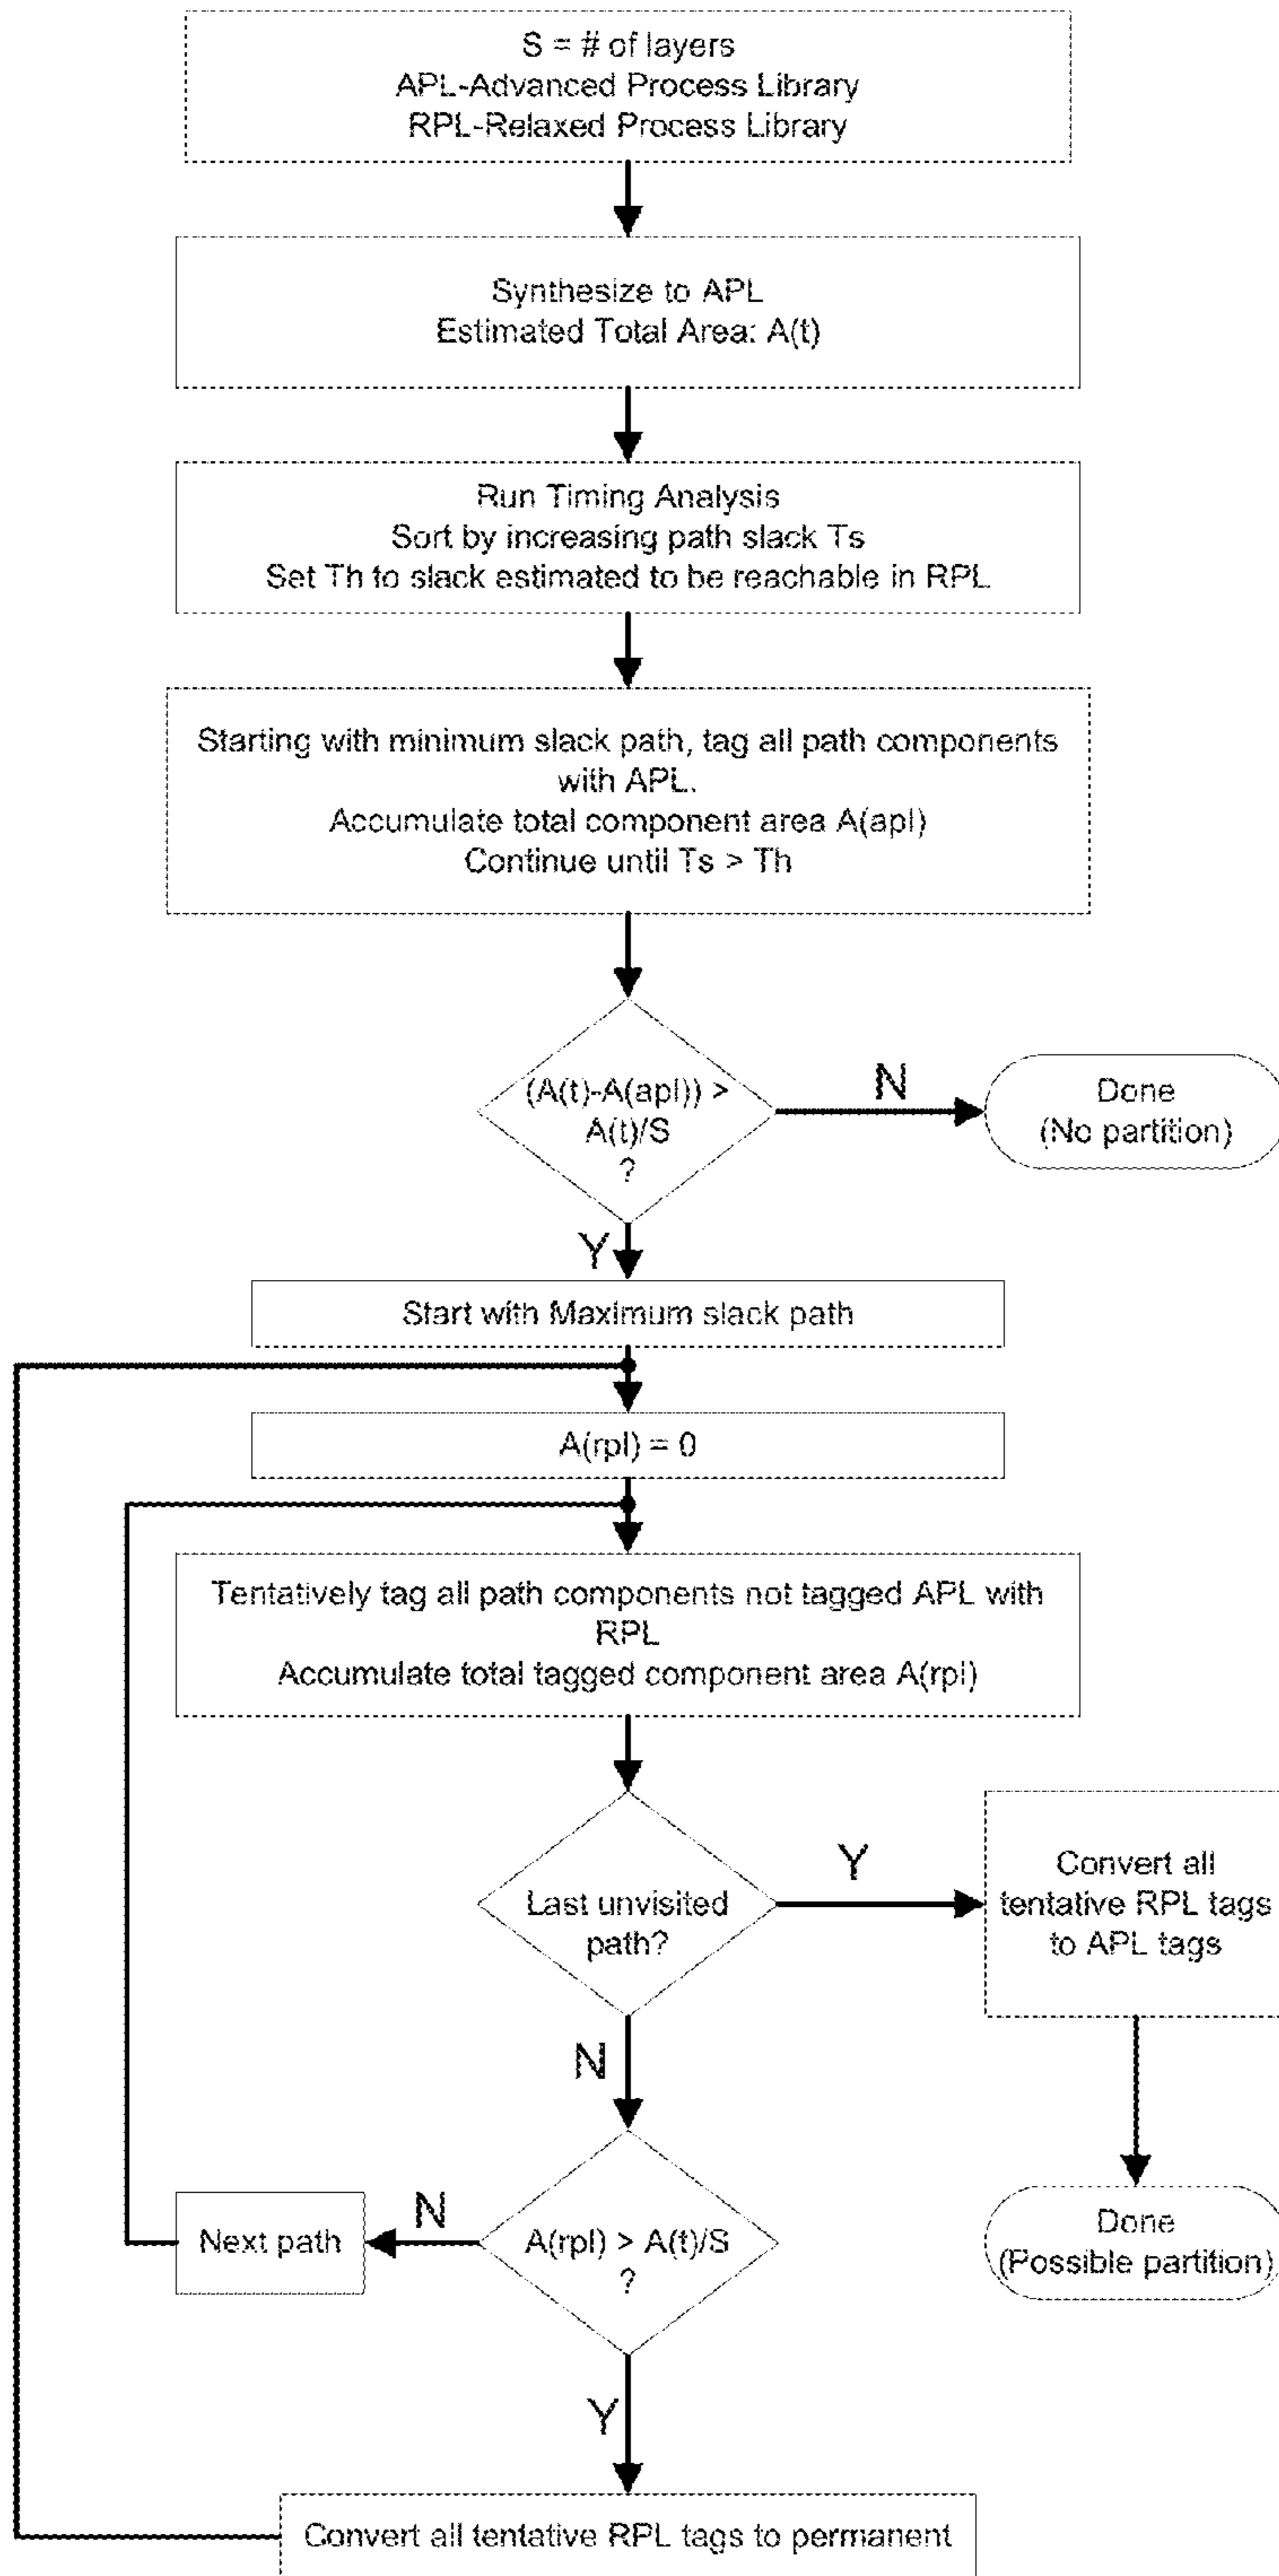 S = # of layers
APL-Advanced Process Library
RPL-Relaxed Process Library
Synthesize to APL
Estimated Total Area: A(t)
Run Timing Analysis
Sort by increasing path slack Ts
Set Th to slack estimated to be reachable in RPL
Starting with minimum slack path, tag all path components
with APL.
Accumulate total component area A(apl)
Continue until Ts > Th
(A(t)-A(apl)) >
A(t)/S
?
N
Done
(No partition)
Y
Start with Maximum slack path
A(rpl) = 0
Tentatively tag all path components not tagged APL with
RPL
Accumulate total tagged component area A(rpl)
Last unvisited
path?
Y
Convert all
tentative RPL tags
to APL tags
N
Done
(Possible partition)
A(rpl) > A(t)/S
?
N
Next path
Y
Convert all tentative RPL tags to permanent